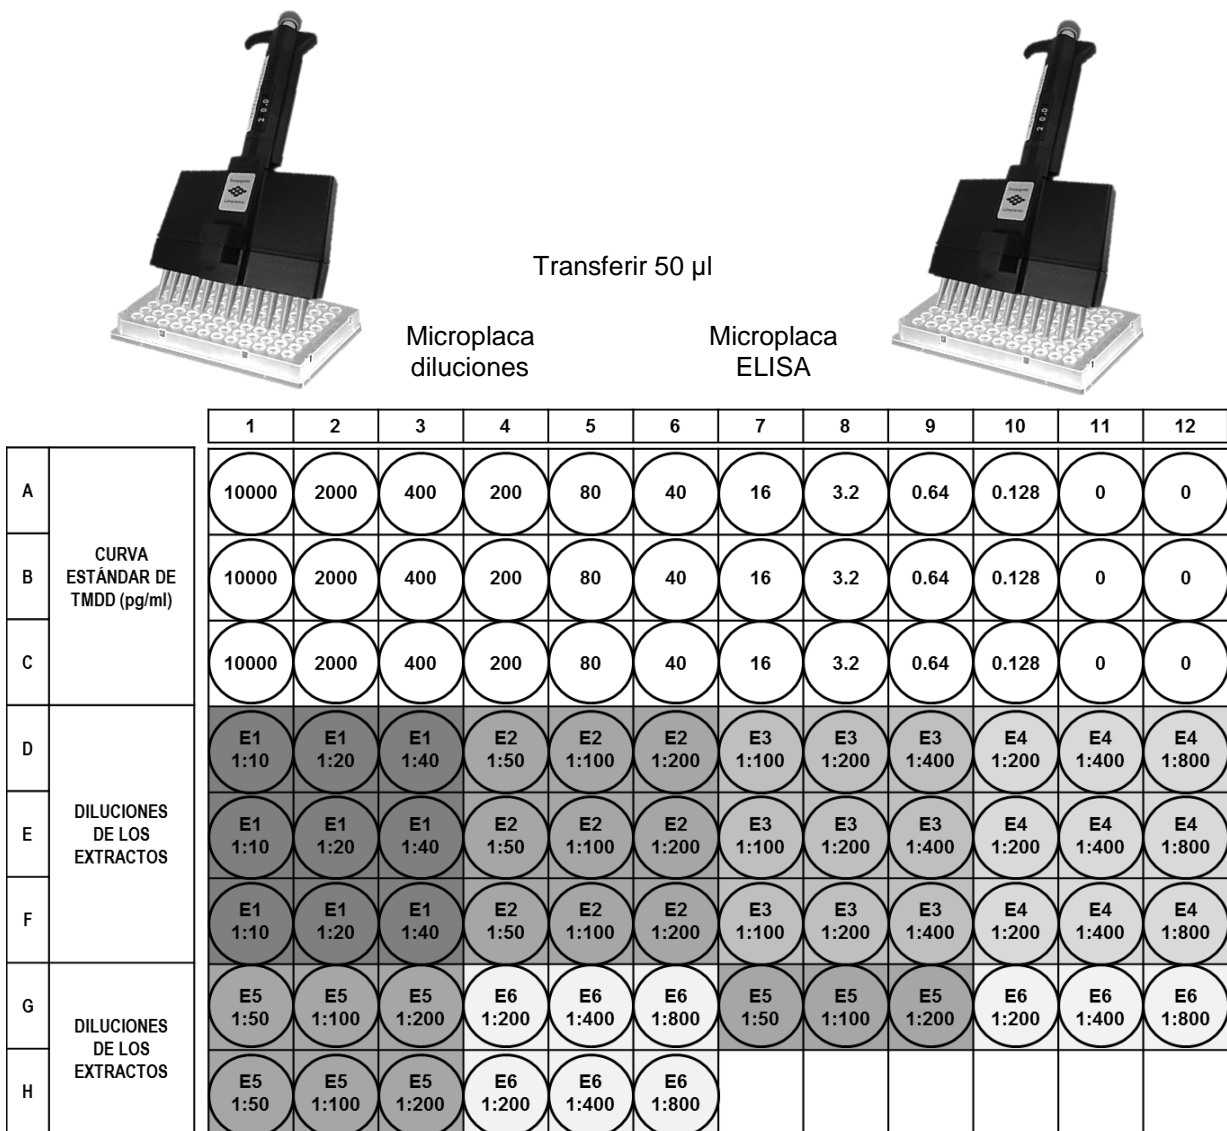 Transferir 50 µl
Microplaca
diluciones
Microplaca
ELISA
1 2 3 4 5 6 7 8 9 10 11 12
CURVA
ESTÁNDAR DE
TMDD (pg/ml)
A 10000 2000 400 200 80 40 16 3.2 0.64 0.128 0 0
B 10000 2000 400 200 80 40 16 3.2 0.64 0.128 0 0
C 10000 2000 400 200 80 40 16 3.2 0.64 0.128 0 0
DILUCIONES
DE LOS
EXTRACTOS
D E1 E1 E1 E2 E2 E2 E3 E3 E3 E4 E4 E4
1:10 1:20 1:40 1:50 1:100 1:200 1:100 1:200 1:400 1:200 1:400 1:800
E E1 E1 E1 E2 E2 E2 E3 E3 E3 E4 E4 E4
1:10 1:20 1:40 1:50 1:100 1:200 1:100 1:200 1:400 1:200 1:400 1:800
F E1 E1 E1 E2 E2 E2 E3 E3 E3 E4 E4 E4
1:10 1:20 1:40 1:50 1:100 1:200 1:100 1:200 1:400 1:200 1:400 1:800
DILUCIONES
DE LOS
EXTRACTOS
G E5 E5 E5 E6 E6 E6 E5 E5 E5 E6 E6 E6
1:50 1:100 1:200 1:200 1:400 1:800 1:50 1:100 1:200 1:200 1:400 1:800
H E5 E5 E5 E6 E6 E6
1:50 1:100 1:200 1:200 1:400 1:800